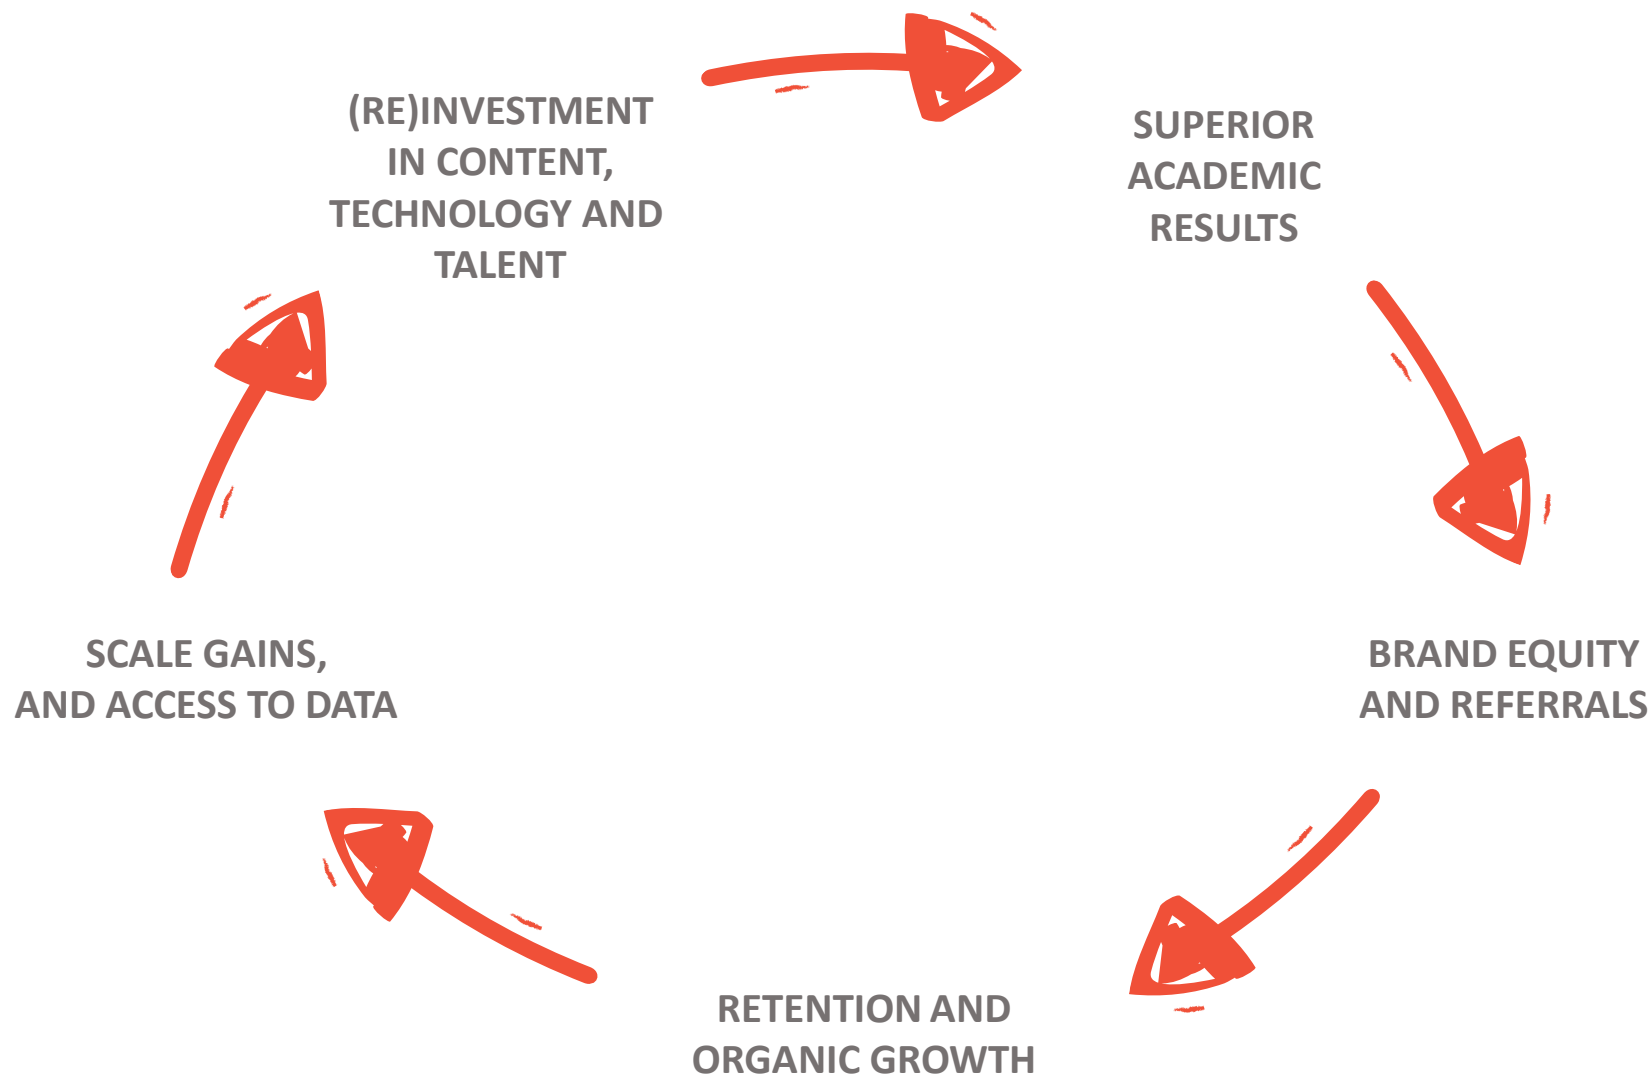 (RE)INVESTMENT
IN CONTENT,
TECHNOLOGY AND
TALENT
SUPERIOR
ACADEMIC
RESULTS
BRAND EQUITY
AND REFERRALS
RETENTION AND
ORGANIC GROWTH
SCALE GAINS,
AND ACCESS TO DATA